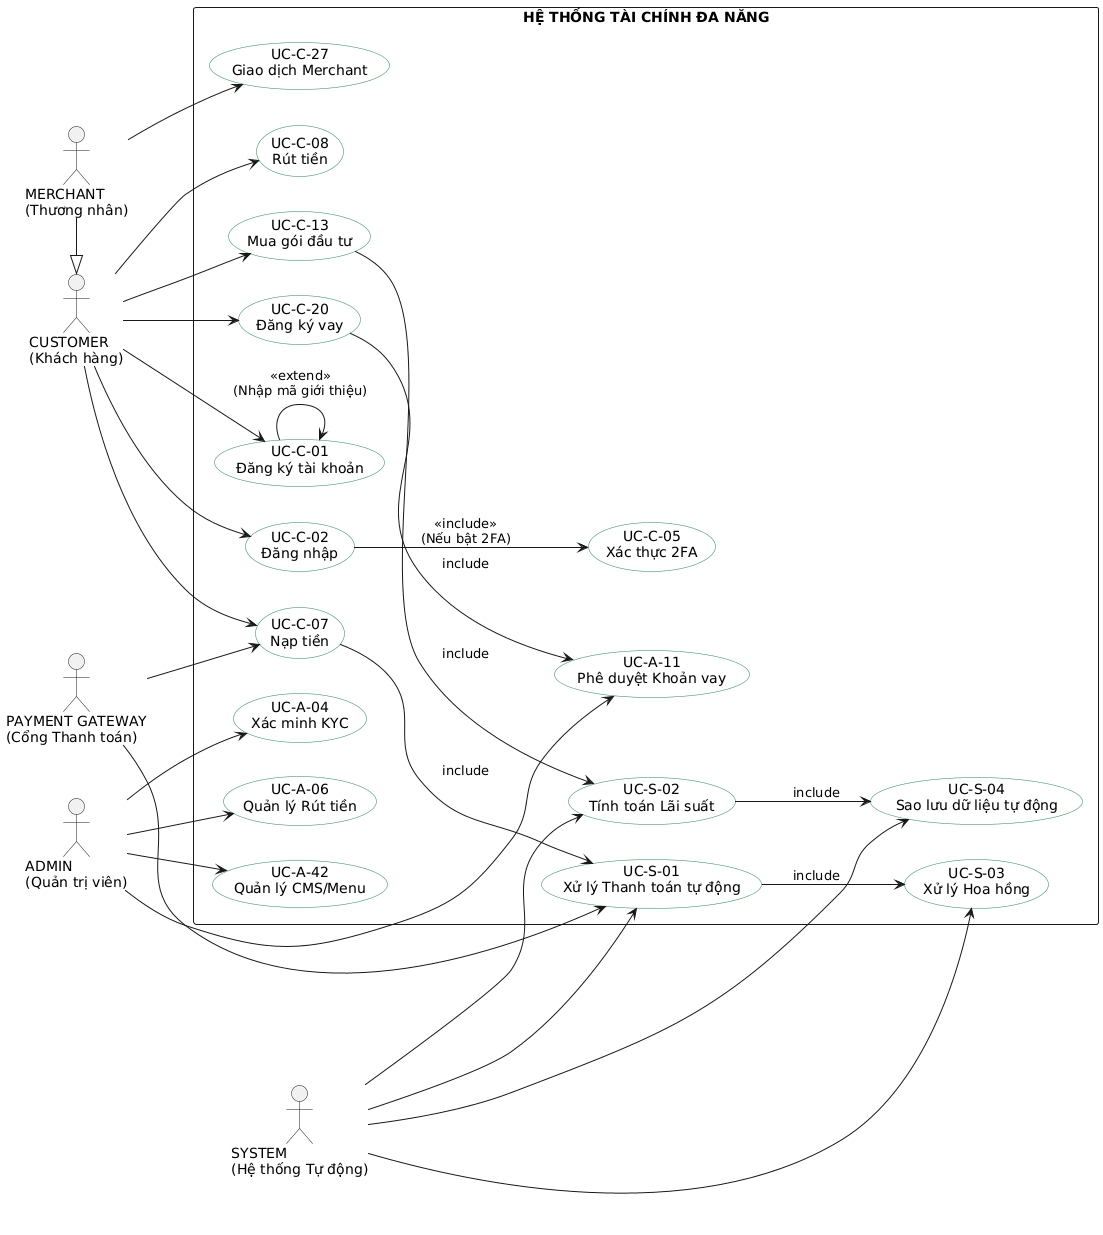 HỆ THỐNG TÀI CHÍNH ĐA NĂNG
UC-C-27
Giao dịch Merchant
UC-C-08
Rút tiền
MERCHANT
(Thương nhân)
UC-C-13
Mua gói đầu tư
UC-C-20
Đăng ký vay
CUSTOMER
(Khách hàng)
«extend»
(Nhập mã giới thiệu)
UC-C-01
Đăng ký tài khoản
UC-C-02
Đăng nhập
«include»
(Nếu bật 2FA)
UC-C-05
Xác thực 2FA
include
UC-C-07
Nạp tiền
include
UC-A-11
Phê duyệt Khoản vay
PAYMENT GATEWAY
(Cổng Thanh toán)
UC-A-04
Xác minh KYC
include
UC-A-06
Quản lý Rút tiền
UC-S-02
Tính toán Lãi suất
include
UC-S-04
Sao lưu dữ liệu tự động
ADMIN
(Quản trị viên)
UC-A-42
Quản lý CMS/Menu
UC-S-01
Xử lý Thanh toán tự động
include
UC-S-03
Xử lý Hoa hồng
SYSTEM
(Hệ thống Tự động)